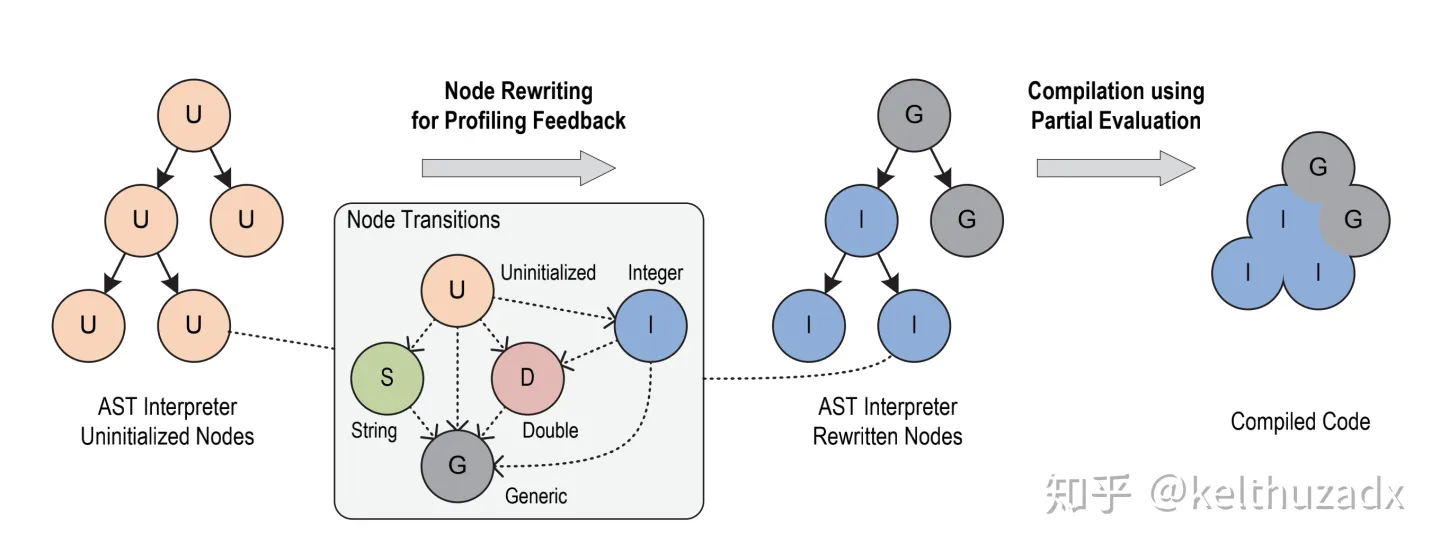 U
U
U
U
U
AST Interpreter
Uninitialized Nodes
Node Rewriting
for Profiling Feedback
Node Transitions
U
Uninitialized
Integer
I
S
D
String
Double
G
Generic
G
I
G
I
I
AST Interpreter
Rewritten Nodes
Compilation using
Partial Evaluation
G
I
G
I
I
Compiled Code
知乎 @kelthuzadx